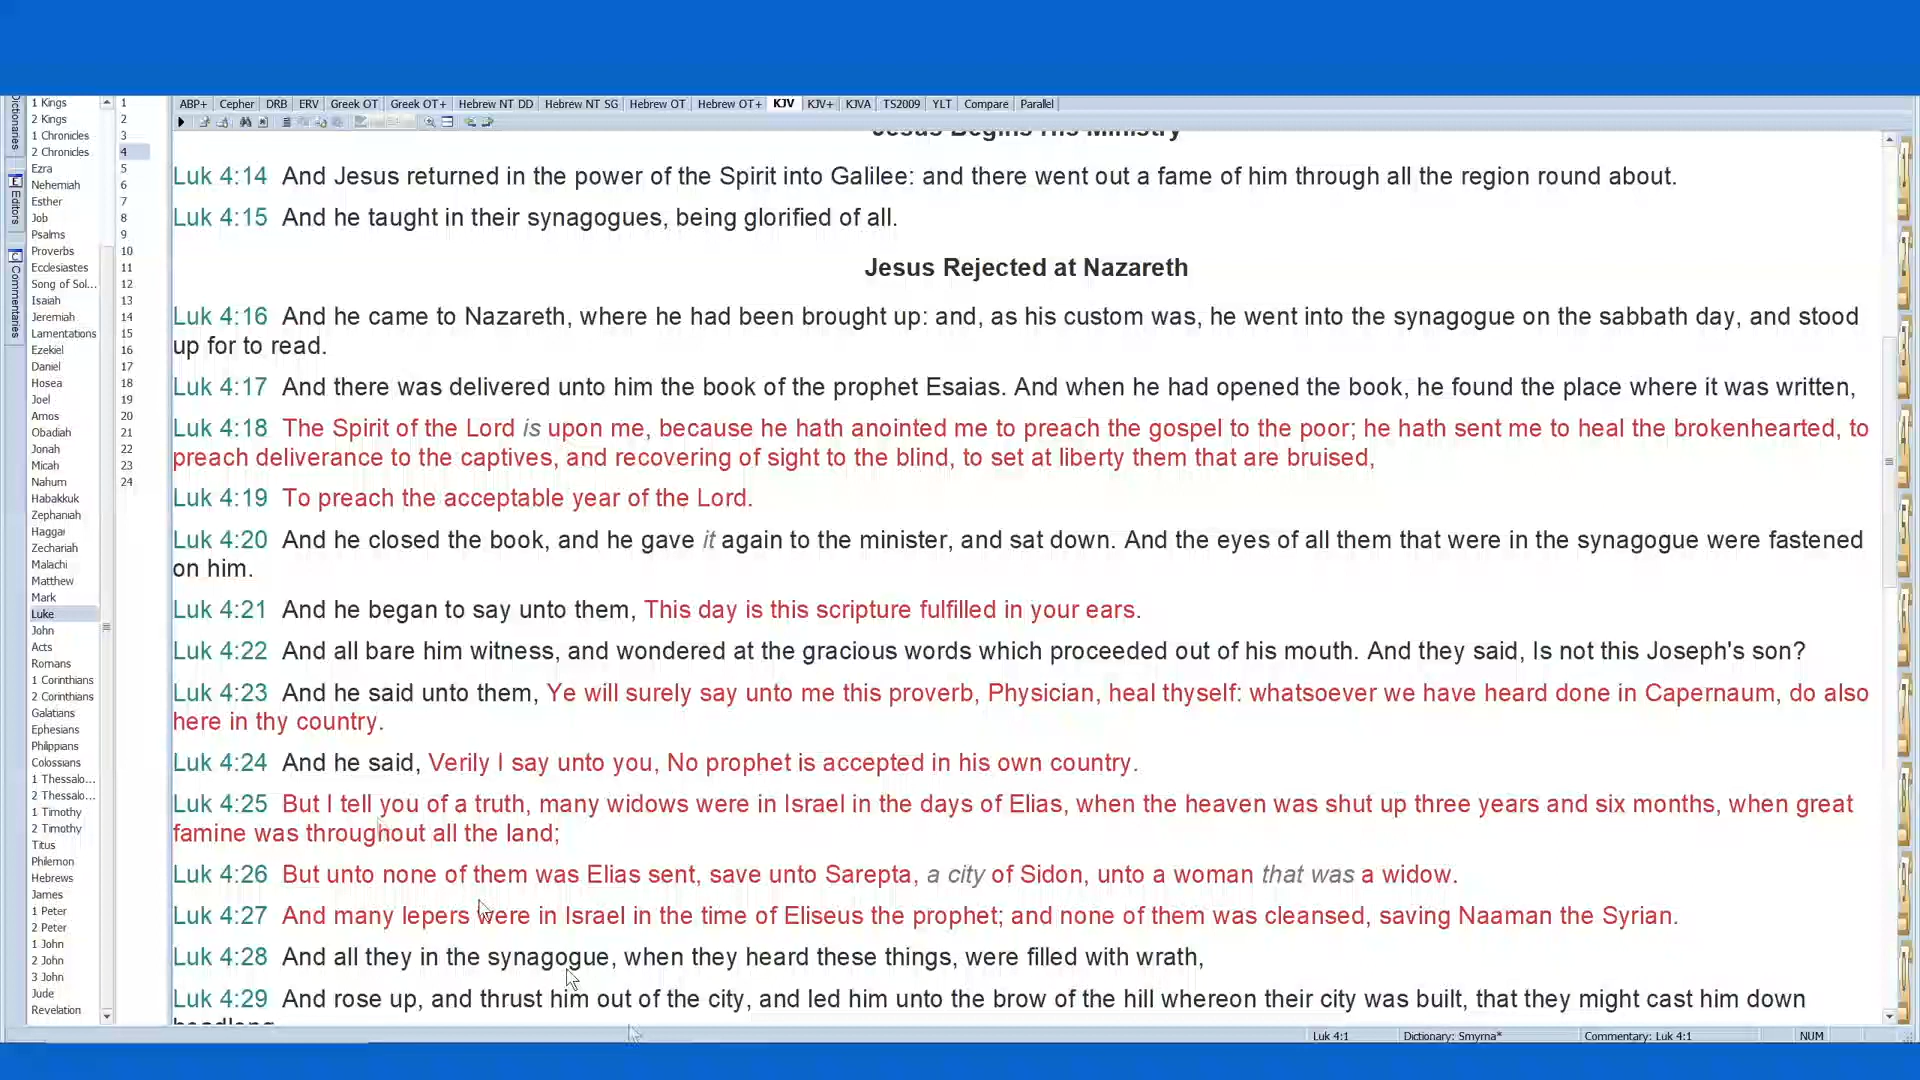 ABP+ Cepher DRB ERV Greek OT Greek OT+ Hebrew NT DD Hebrew NT SG Hebrew OT Hebrew OT+ KJV KJV+ KJVA TS2009 YLT Compare Parallel
Dictionaries
Editors
Commentaries
1 Kings
2 Kings
1 Chronicles
2 Chronicles
Ezra
Nehemiah
Esther
Job
Psalms
Proverbs
Ecclesiastes
Song of Sol...
Isaiah
Jeremiah
Lamentations
Ezekiel
Daniel
Hosea
Joel
Amos
Obadiah
Jonah
Micah
Nahum
Habakkuk
Zephaniah
Haggai
Zechariah
Malachi
Matthew
Mark
Luke
John
Acts
Romans
1 Corinthians
2 Corinthians
Galatians
Ephesians
Philippians
Colossians
1 Thessalo...
2 Thessalo...
1 Timothy
2 Timothy
Titus
Philemon
Hebrews
James
1 Peter
2 Peter
1 John
2 John
3 John
Jude
Revelation
1
2
3
4
5
6
7
8
9
10
11
12
13
14
15
16
17
18
19
20
21
22
23
24
Jesus Begins His Ministry
Luk 4:14 And Jesus returned in the power of the Spirit into Galilee: and there went out a fame of him through all the region round about.
Luk 4:15 And he taught in their synagogues, being glorified of all.
Jesus Rejected at Nazareth
Luk 4:16 And he came to Nazareth, where he had been brought up: and, as his custom was, he went into the synagogue on the sabbath day, and stood
up for to read.
Luk 4:17 And there was delivered unto him the book of the prophet Esaias. And when he had opened the book, he found the place where it was written,
Luk 4:18 The Spirit of the Lord is upon me, because he hath anointed me to preach the gospel to the poor; he hath sent me to heal the brokenhearted, to
preach deliverance to the captives, and recovering of sight to the blind, to set at liberty them that are bruised,
Luk 4:19 To preach the acceptable year of the Lord.
Luk 4:20 And he closed the book, and he gave it again to the minister, and sat down. And the eyes of all them that were in the synagogue were fastened
on him.
Luk 4:21 And he began to say unto them, This day is this scripture fulfilled in your ears.
Luk 4:22 And all bare him witness, and wondered at the gracious words which proceeded out of his mouth. And they said, Is not this Joseph's son?
Luk 4:23 And he said unto them, Ye will surely say unto me this proverb, Physician, heal thyself: whatsoever we have heard done in Capernaum, do also
here in thy country.
Luk 4:24 And he said, Verily I say unto you, No prophet is accepted in his own country.
Luk 4:25 But I tell you of a truth, many widows were in Israel in the days of Elias, when the heaven was shut up three years and six months, when great
famine was throughout all the land;
Luk 4:26 But unto none of them was Elias sent, save unto Sarepta, a city of Sidon, unto a woman that was a widow.
Luk 4:27 And many lepers were in Israel in the time of Eliseus the prophet; and none of them was cleansed, saving Naaman the Syrian.
Luk 4:28 And all they in the synagogue, when they heard these things, were filled with wrath,
Luk 4:29 And rose up, and thrust him out of the city, and led him unto the brow of the hill whereon their city was built, that they might cast him down
headlong
Luk 4:1 Dictionary: Smyrna* Commentary: Luk 4:1 NUM